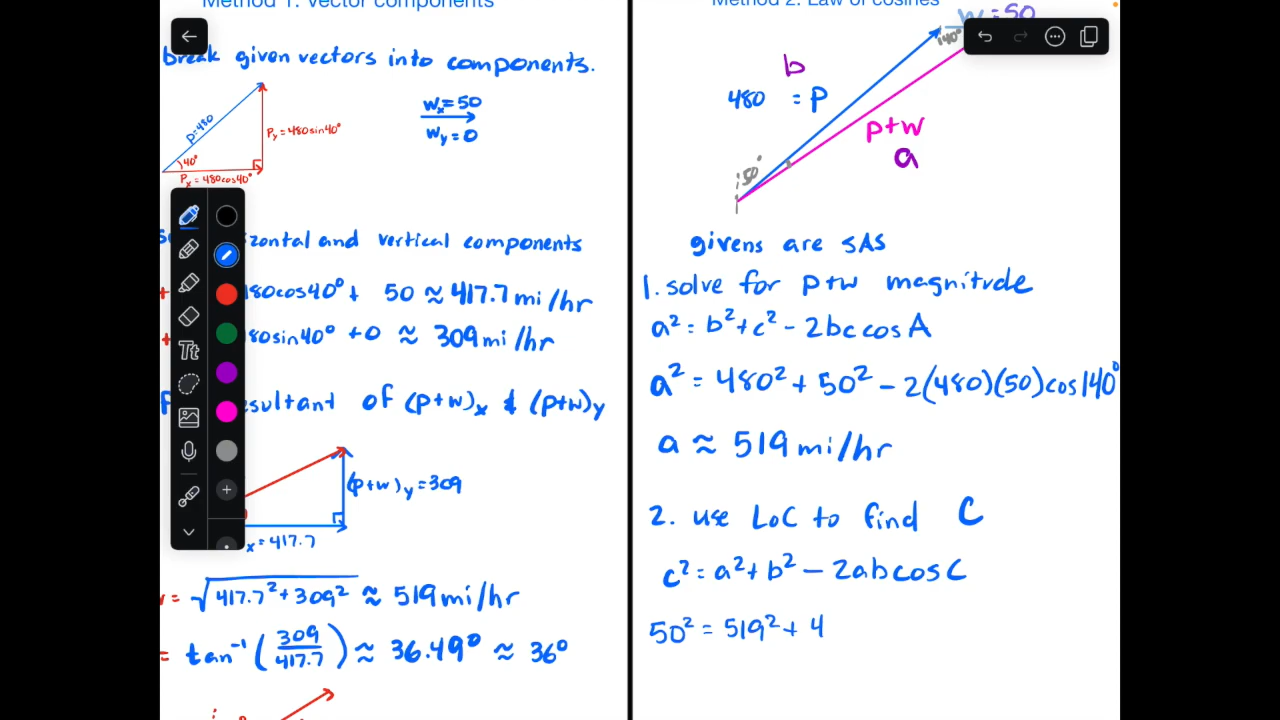 Method 1: Vector components
break given vectors into components.
P=480
40°
Py = 480sin40°
Px = 480cos40°
Wx=50
Wy=0
zontal and vertical components
80cos40° + 50 ≈ 417.7 mi/hr
80sin40° + 0 ≈ 309 mi/hr
esultant of (P+W)x & (P+W)y
(P+W)y = 309
x = 417.7
= √417.7² + 309² ≈ 519 mi/hr
= tan⁻¹ (309/417.7) ≈ 36.49° ≈ 36°
Method 2: Law of cosines
W = 50
140°
b
480 = P
P+W
a
50°
givens are SAS
1. solve for P+W magnitude
a² = b² + c² - 2bc cos A
a² = 480² + 50² - 2(480)(50)cos140°
a ≈ 519 mi/hr
2. use LoC to find C
c² = a² + b² - 2ab cos C
50² = 519² + 4
Tt